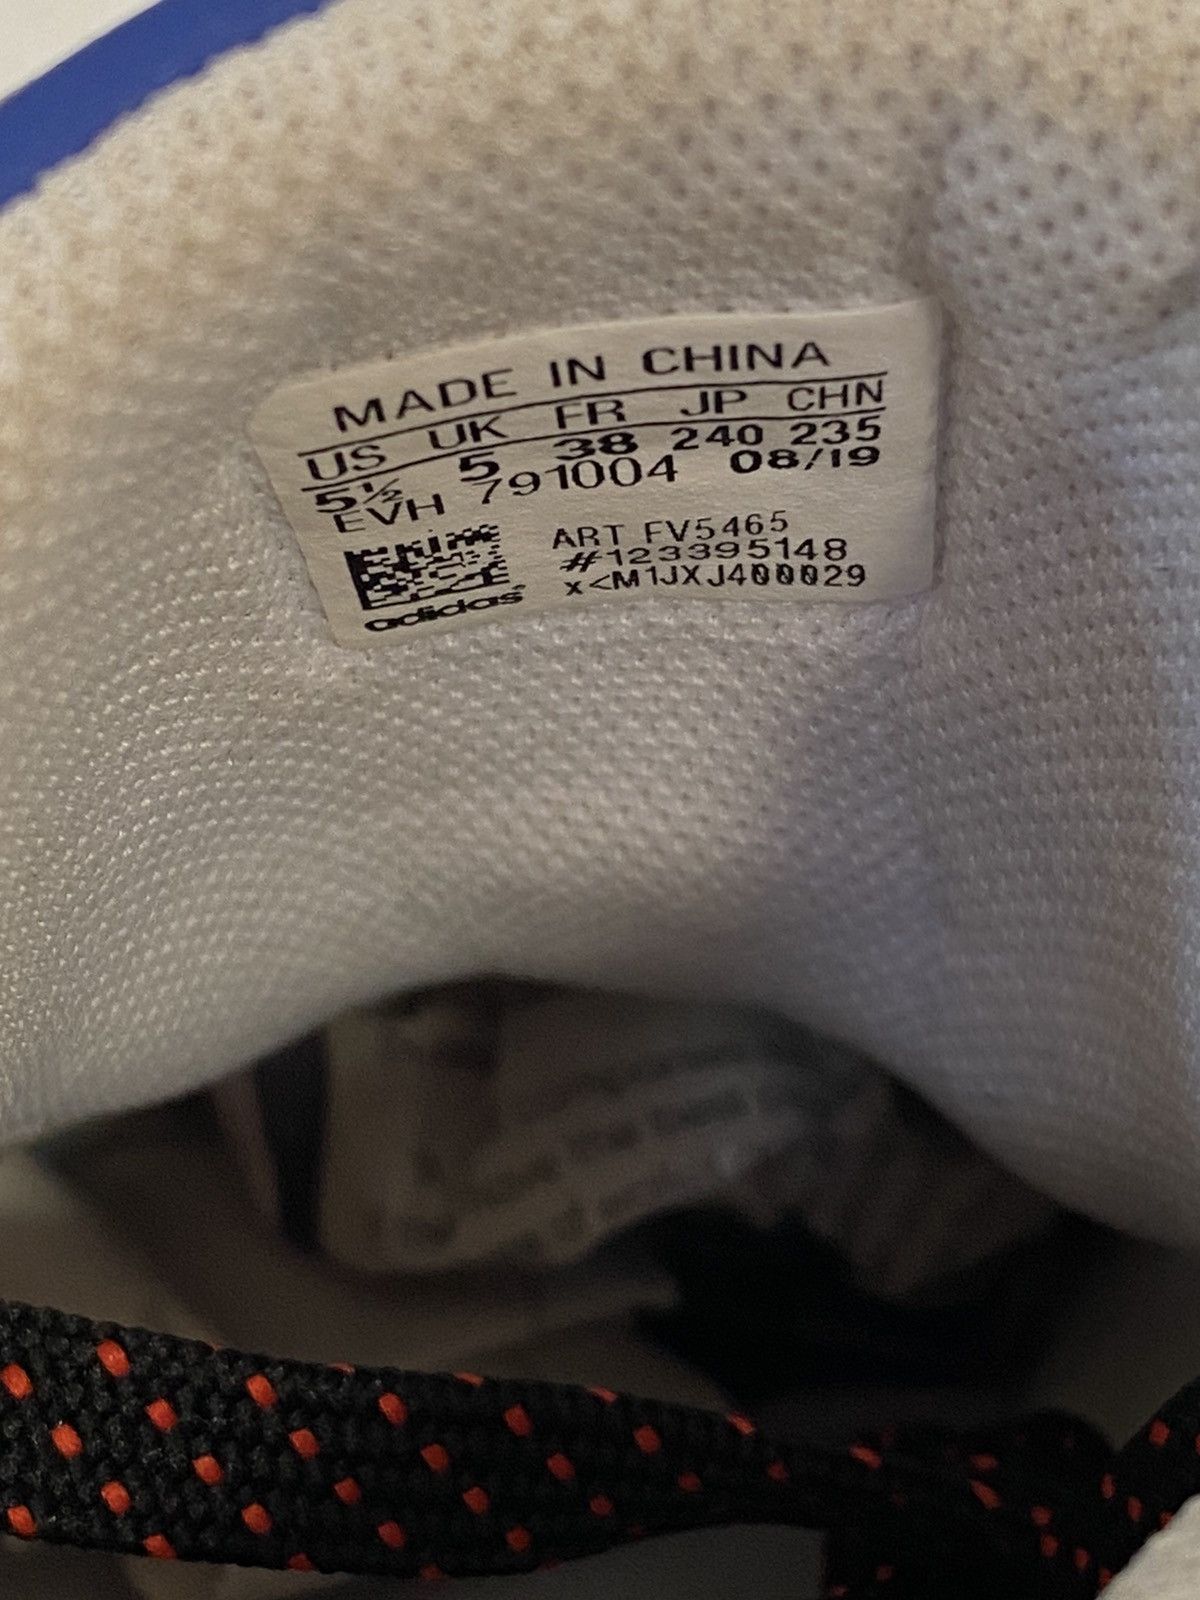 MADE IN CHINA
US UK FR JP CHN
5½ 5 38 240 235
EVH 791004 08/19
ART FV5465
#123395148
x<M1JXJ400029
adidas